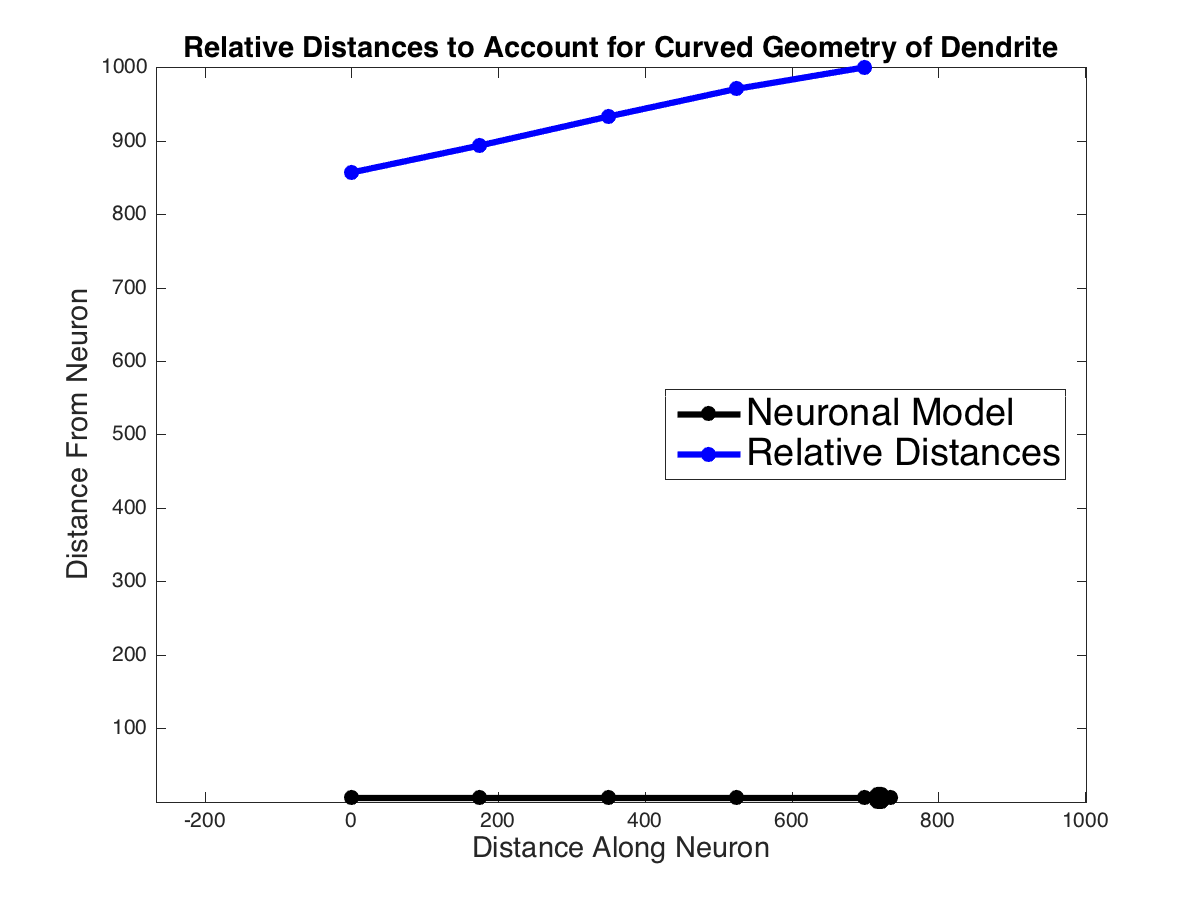 Relative Distances to Account for Curved Geometry of Dendrite
1000
900
800
700
600
500
400
300
200
100
Distance From Neuron
Neuronal Model
Relative Distances
-200 0 200 400 600 800 1000
Distance Along Neuron